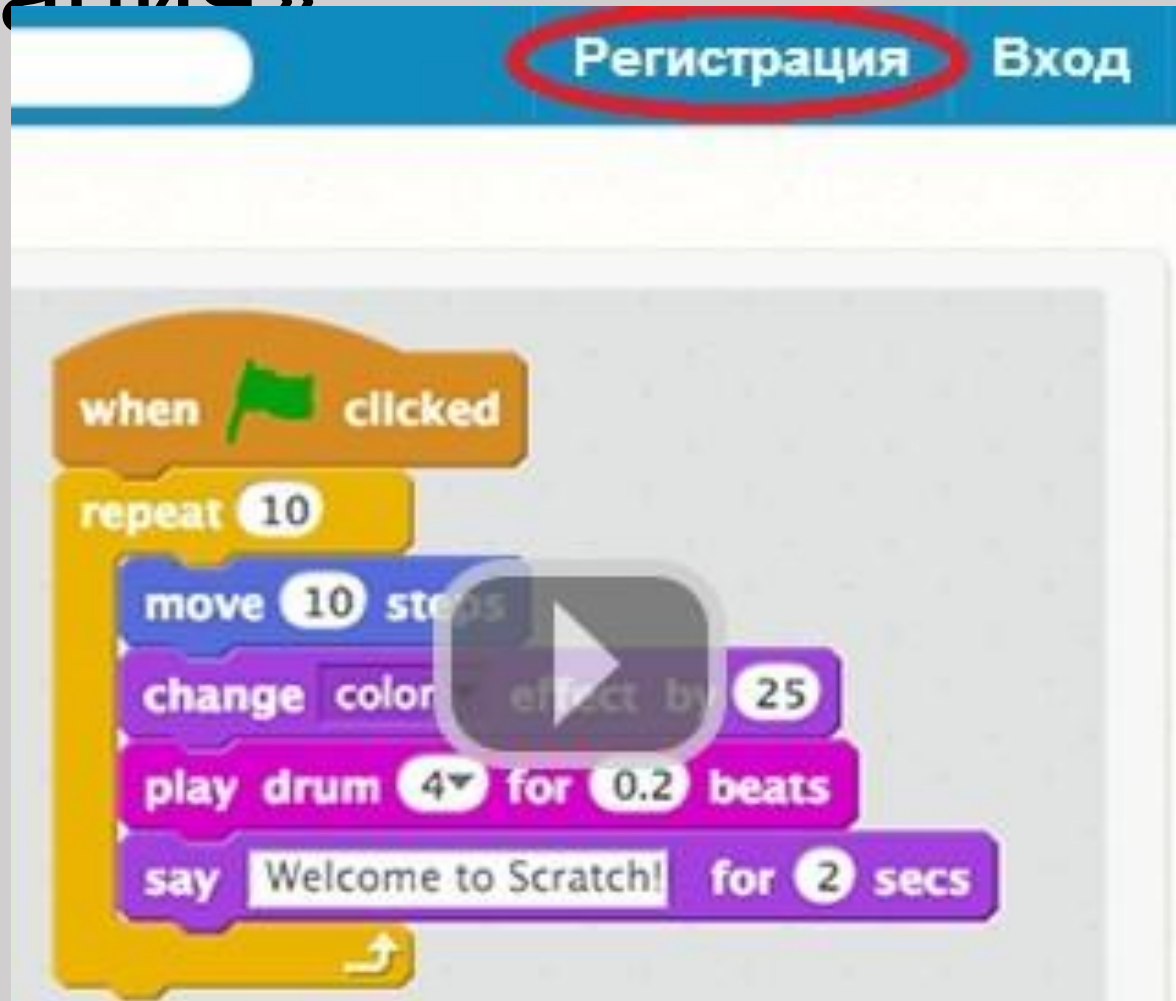 Регистрация Вход
when clicked
repeat 10
move 10 steps
change color effect by 25
play drum 4 for 0.2 beats
say Welcome to Scratch! for 2 secs